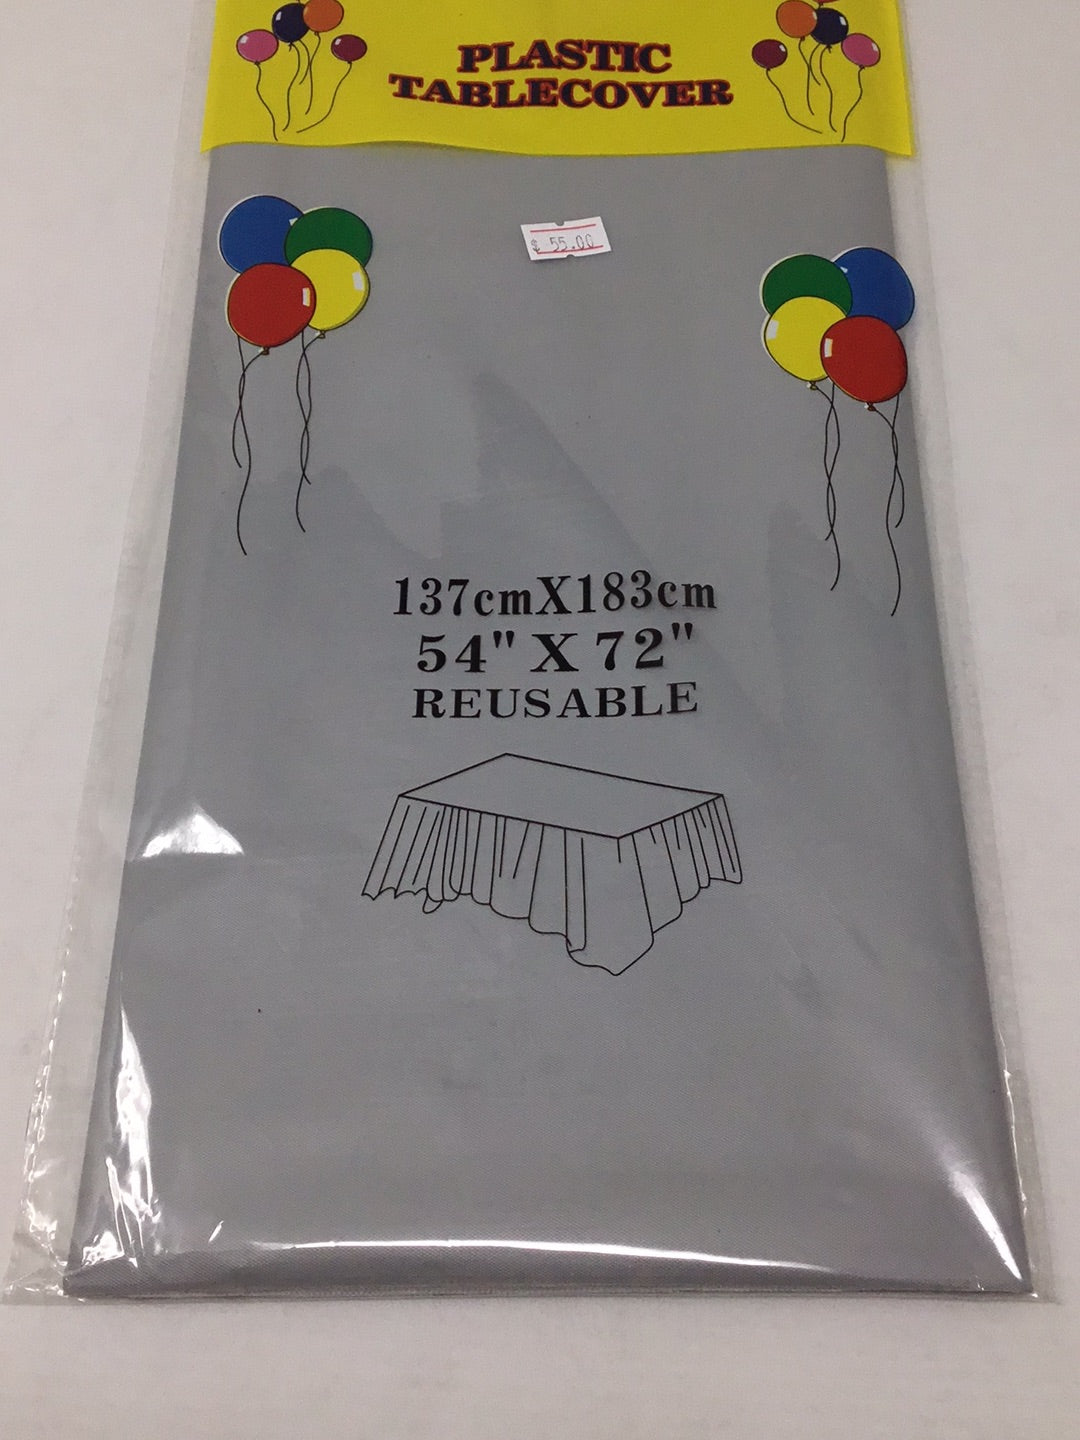 PLASTIC
TABLECOVER
$ 55.00
137cmX183cm
54" X 72"
REUSABLE